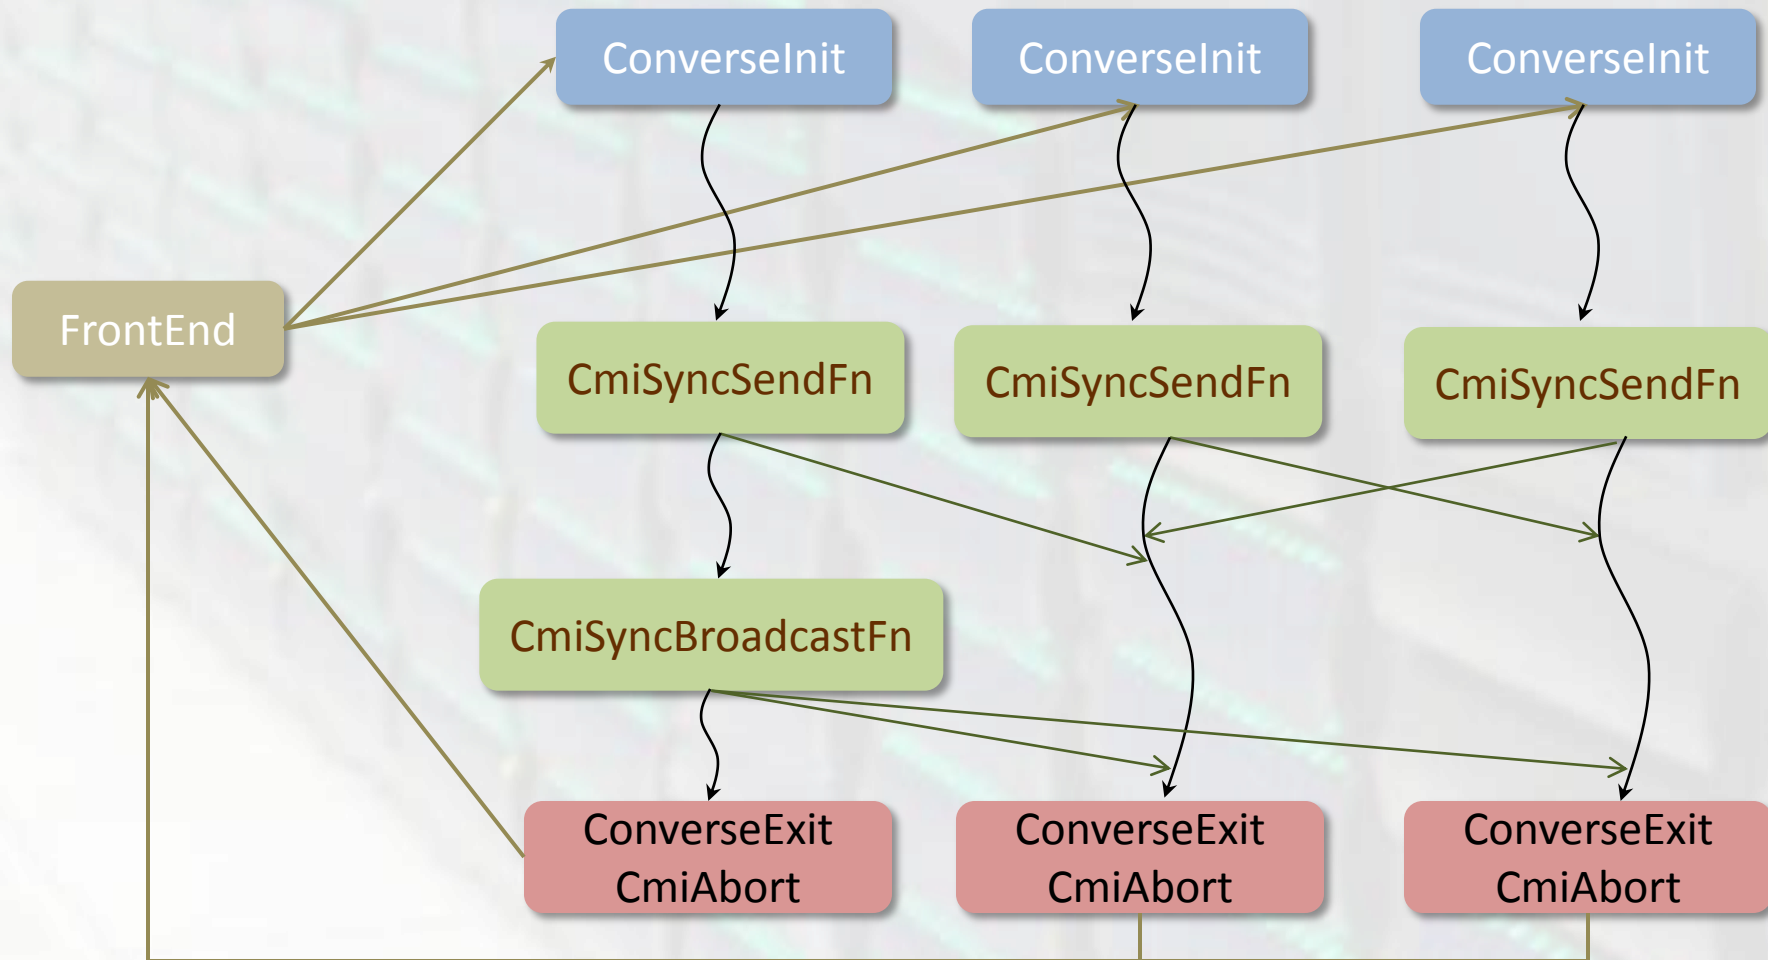 ConverseInit
ConverseInit
ConverseInit
FrontEnd
CmiSyncSendFn
CmiSyncSendFn
CmiSyncSendFn
CmiSyncBroadcastFn
ConverseExit
CmiAbort
ConverseExit
CmiAbort
ConverseExit
CmiAbort